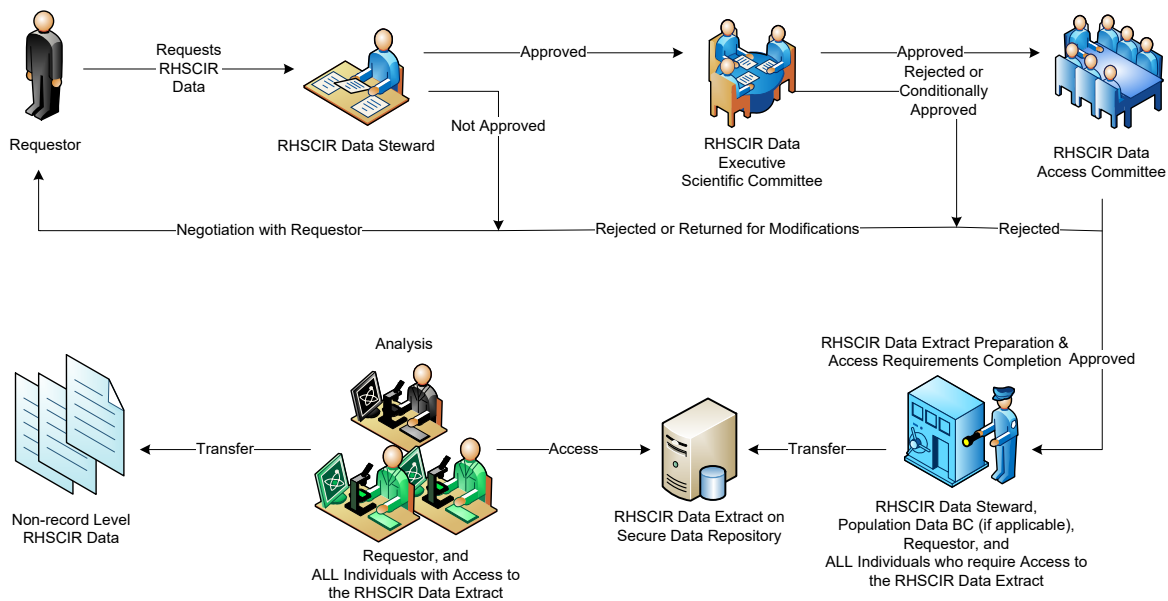 Requests
RHSCIR
Data
Approved
Approved
Rejected or
Conditionally
Approved
Not Approved
Requestor
RHSCIR Data Steward
RHSCIR Data
Executive
Scientific Committee
RHSCIR Data
Access Committee
Negotiation with Requestor
Rejected or Returned for Modifications
Rejected
Analysis
RHSCIR Data Extract Preparation &
Access Requirements Completion
Approved
Transfer
Access
Transfer
Non-record Level
RHSCIR Data
Requestor, and
ALL Individuals with Access to
the RHSCIR Data Extract
RHSCIR Data Extract on
Secure Data Repository
RHSCIR Data Steward,
Population Data BC (if applicable),
Requestor, and
ALL Individuals who require Access to
the RHSCIR Data Extract